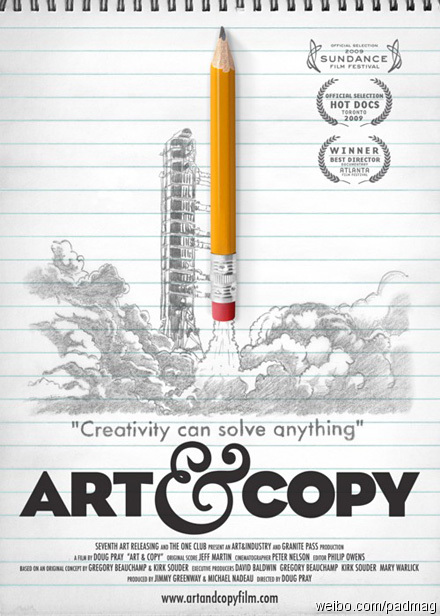 OFFICIAL SELECTION
2009
SUNDANCE
FILM FESTIVAL
OFFICIAL SELECTION
HOT DOCS
TORONTO
2009
WINNER
BEST DIRECTOR
DOCUMENTARY
ATLANTA
FILM FESTIVAL
"Creativity can solve anything"
ART & COPY
SEVENTH ART RELEASING AND THE ONE CLUB PRESENT AN ART&INDUSTRY AND GRANITE PASS PRODUCTION
A FILM BY DOUG PRAY "ART & COPY" ORIGINAL SCORE JEFF MARTIN CINEMATOGRAPHER PETER NELSON EDITOR PHILIP OWENS
BASED ON AN ORIGINAL CONCEPT BY GREGORY BEAUCHAMP & KIRK SOUDER EXECUTIVE PRODUCERS DAVID BALDWIN GREGORY BEAUCHAMP KIRK SOUDER MARY WARLICK
PRODUCED BY JIMMY GREENWAY & MICHAEL NADEAU DIRECTED BY DOUG PRAY
www.artandcopyfilm.com
weibo.com/padmag